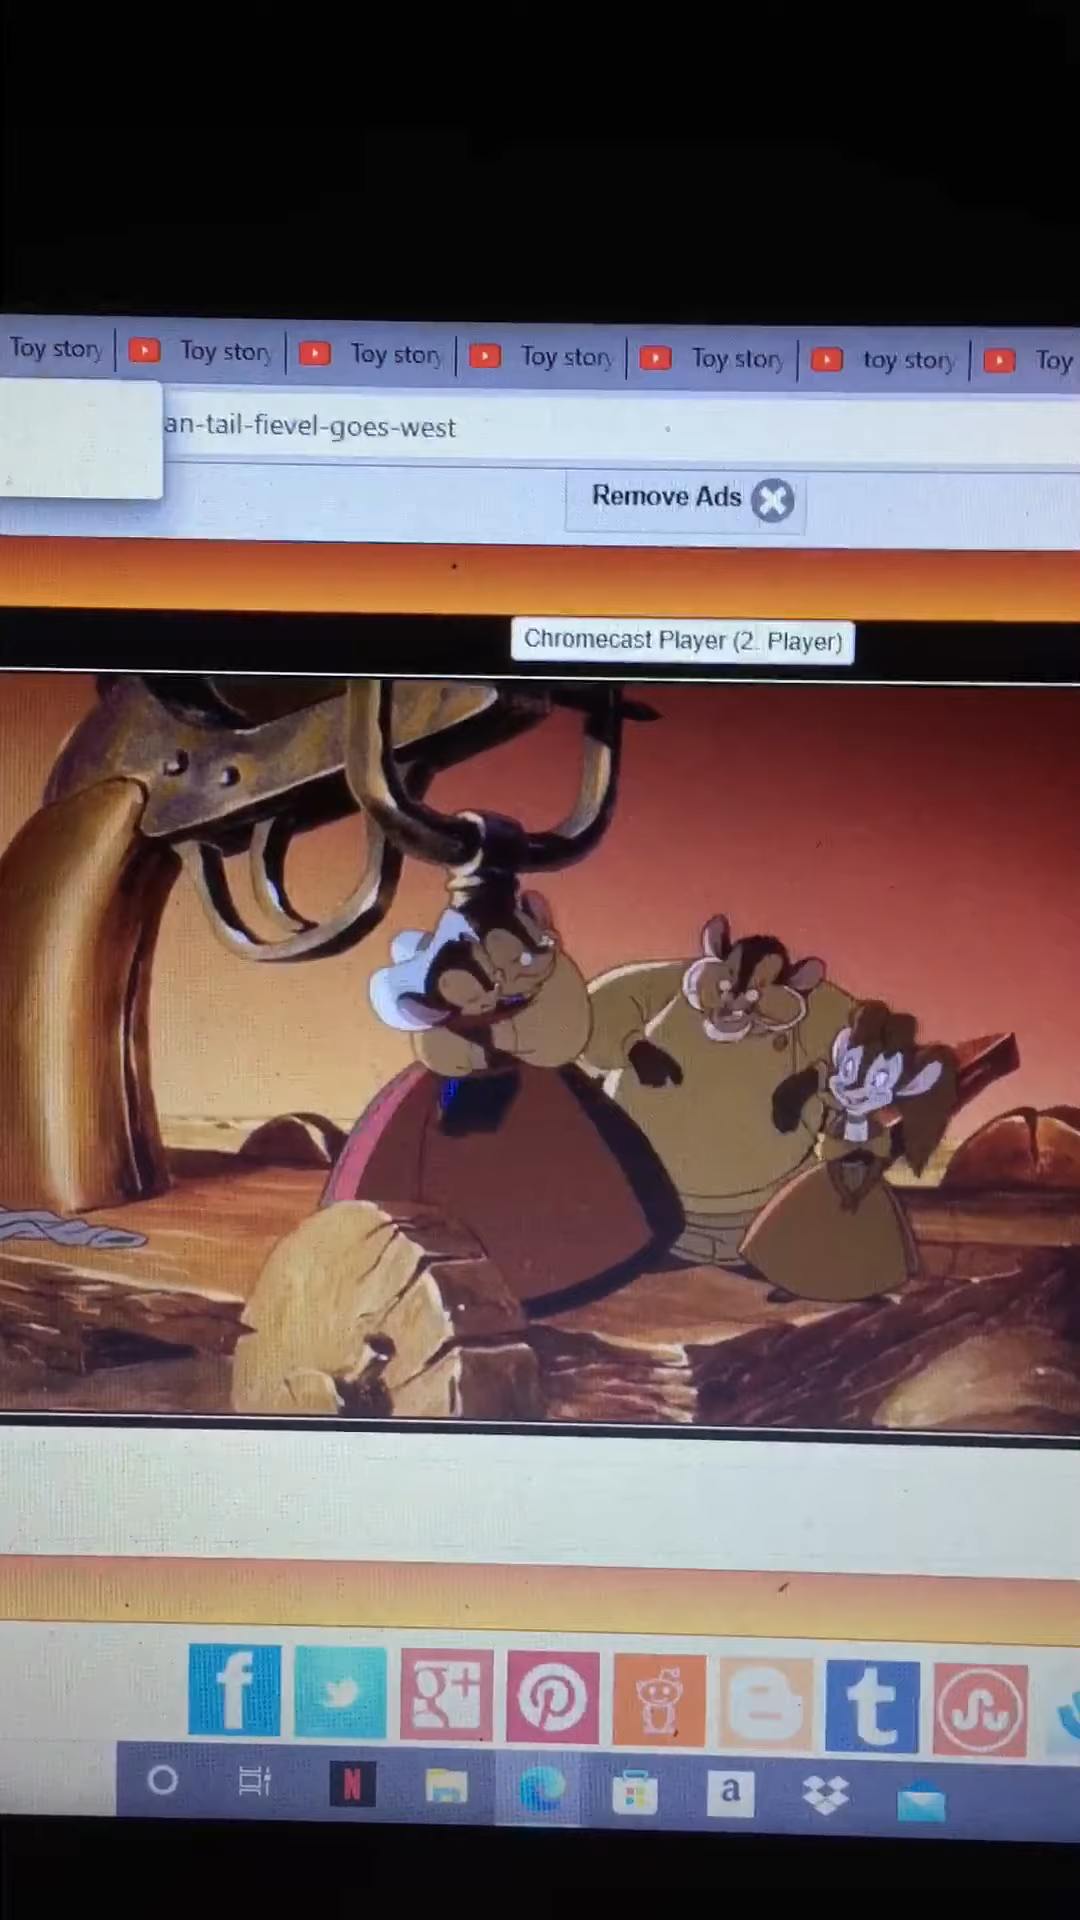 Toy story Toy story Toy story Toy story Toy story toy story Toy
an-tail-fievel-goes-west
Remove Ads
Chromecast Player (2. Player)
f g+ t
N a